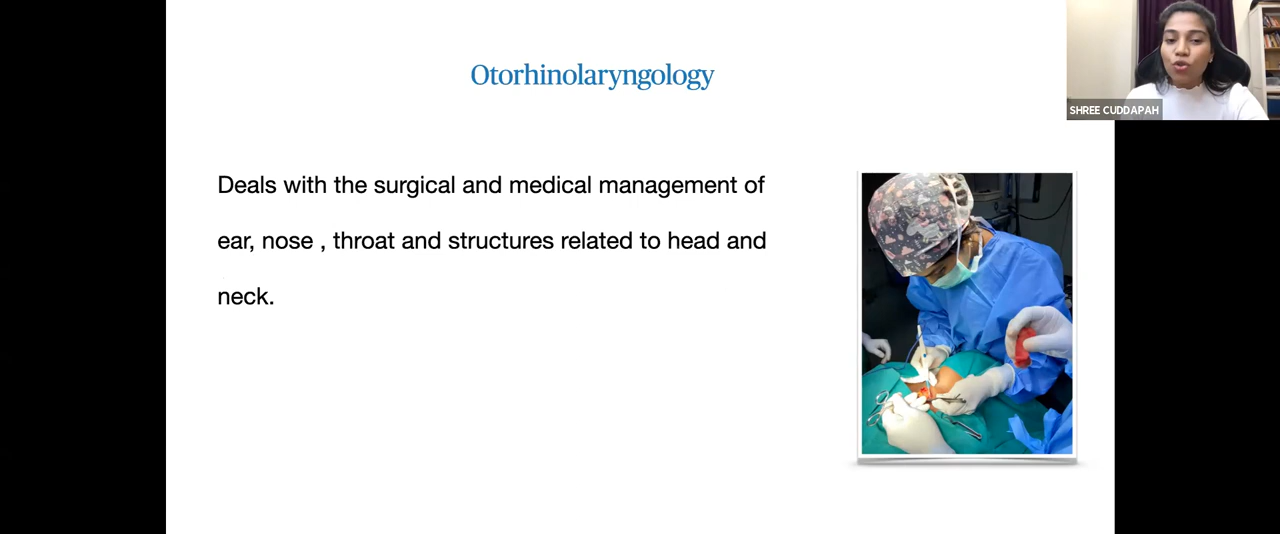 Otorhinolaryngology
SHREE CUDDAPAH
Deals with the surgical and medical management of
ear, nose , throat and structures related to head and
neck.